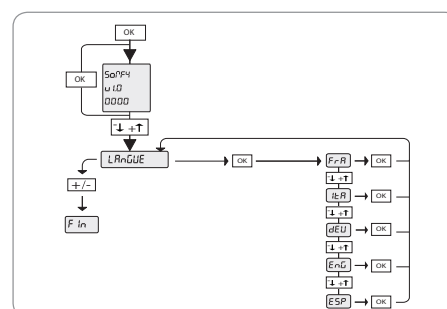 OK
OK
SomFY
v 1.0
0000
-↓ +↑
LAnGUE
OK
FrA
OK
-↓ +↑
+/-
ItA
OK
-↓ +↑
F In
dEU
OK
-↓ +↑
EnG
OK
-↓ +↑
ESP
OK